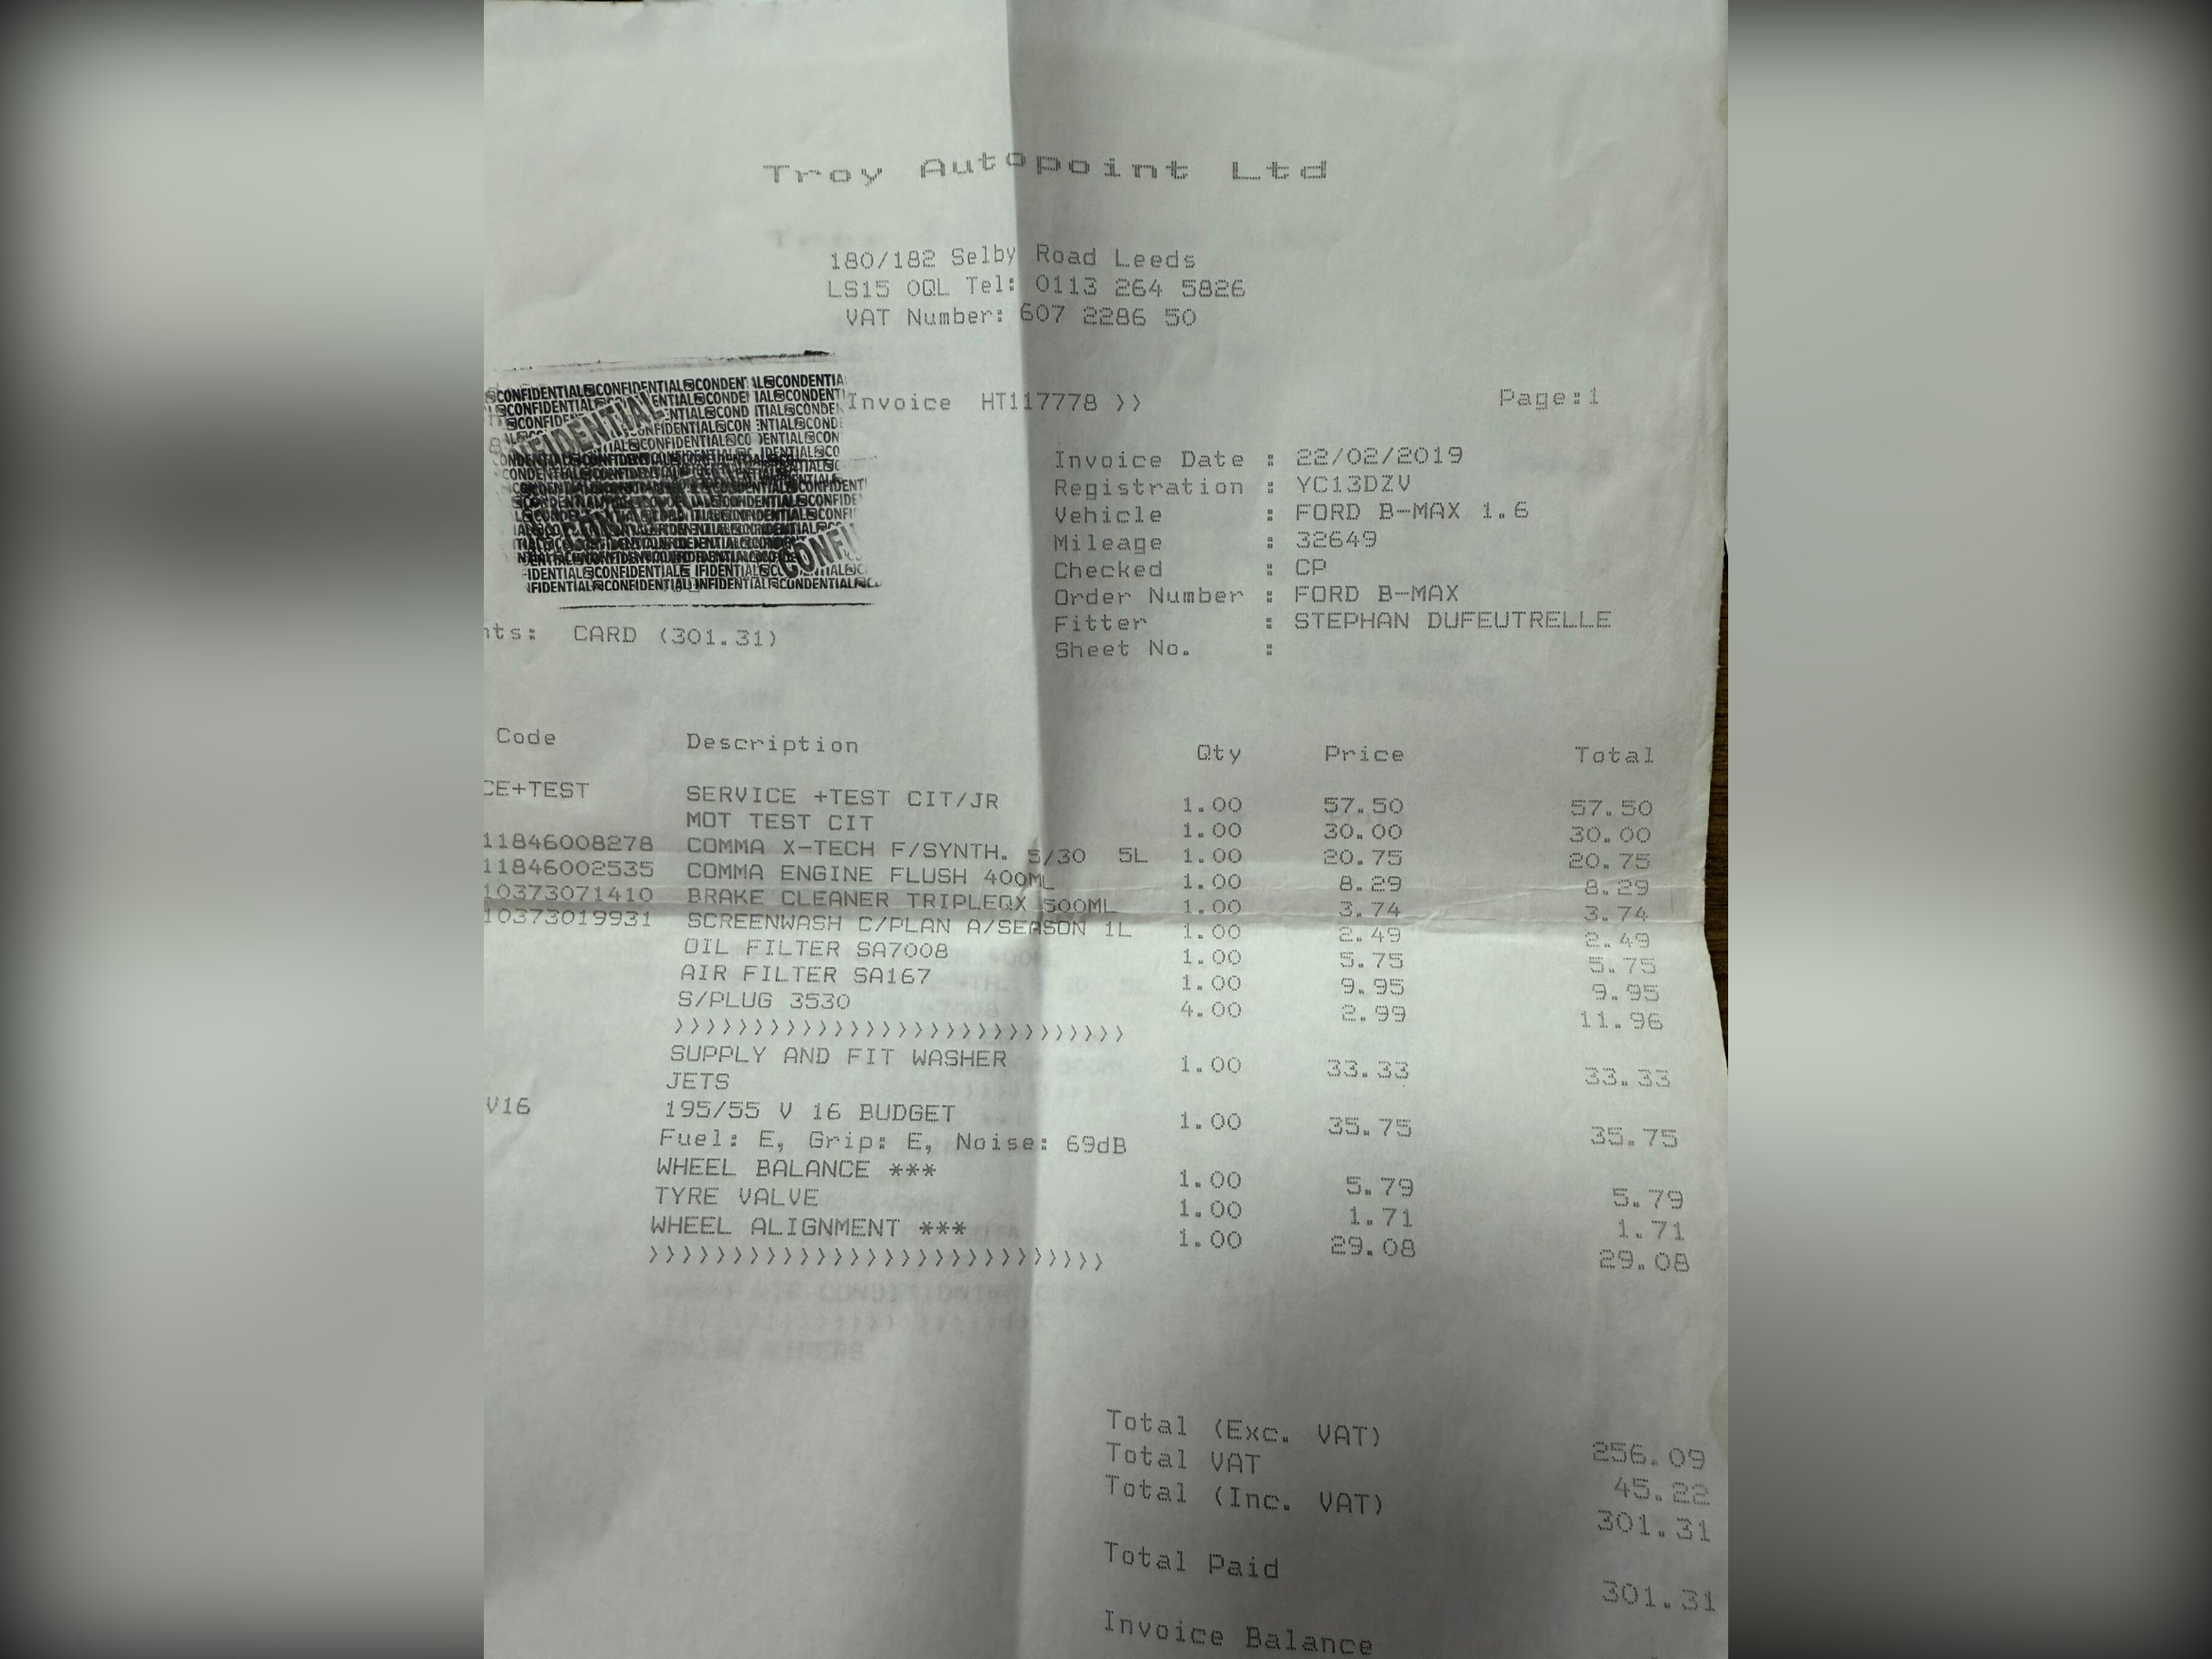 Troy Autopoint Ltd
180/182 Selby Road Leeds
LS15 0QL Tel: 0113 264 5826
VAT Number: 607 2286 50
Invoice HT117778 >> Page:1
Invoice Date : 22/02/2019
Registration : YC13DZV
Vehicle : FORD B-MAX 1.6
Mileage : 32649
Checked : CP
Order Number : FORD B-MAX
Fitter : STEPHAN DUFEUTRELLE
Sheet No. :
CONFIDENTIAL
nts: CARD (301.31)
Code Description Qty Price Total
CE+TEST SERVICE +TEST CIT/JR 1.00 57.50 57.50
MOT TEST CIT 1.00 30.00 30.00
11846008278 COMMA X-TECH F/SYNTH. 5/30 5L 1.00 20.75 20.75
11846002535 COMMA ENGINE FLUSH 400ML 1.00 8.29 8.29
10373071410 BRAKE CLEANER TRIPLEQX 500ML 1.00 3.74 3.74
10373019931 SCREENWASH C/PLAN A/SEASON 1L 1.00 2.49 2.49
OIL FILTER SA7008 1.00 5.75 5.75
AIR FILTER SA167 1.00 9.95 9.95
S/PLUG 3530 4.00 2.99 11.96
>>>>>>>>>>>>>>>>>>>>>>>>>>>>
SUPPLY AND FIT WASHER 1.00 33.33 33.33
JETS
V16 195/55 V 16 BUDGET 1.00 35.75 35.75
Fuel: E, Grip: E, Noise: 69dB
WHEEL BALANCE *** 1.00 5.79 5.79
TYRE VALVE 1.00 1.71 1.71
WHEEL ALIGNMENT *** 1.00 29.08 29.08
>>>>>>>>>>>>>>>>>>>>>>>>>>>>
Total (Exc. VAT) 256.09
Total VAT 45.22
Total (Inc. VAT) 301.31
Total Paid 301.31
Invoice Balance